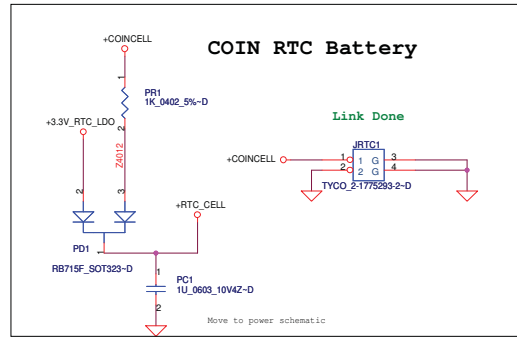 +COINCELL
COIN RTC Battery
1
PR1
1K_0402_5%~D
2
+3.3V_RTC_LDO
Z4012
Link Done
JRTC1
+COINCELL
1 1 G 3
2 2 G 4
TYCO_2-1775293-2~D
2 3
+RTC_CELL
PD1 1
RB715F_SOT323~D
1
PC1
1U_0603_10V4Z~D
2
Move to power schematic